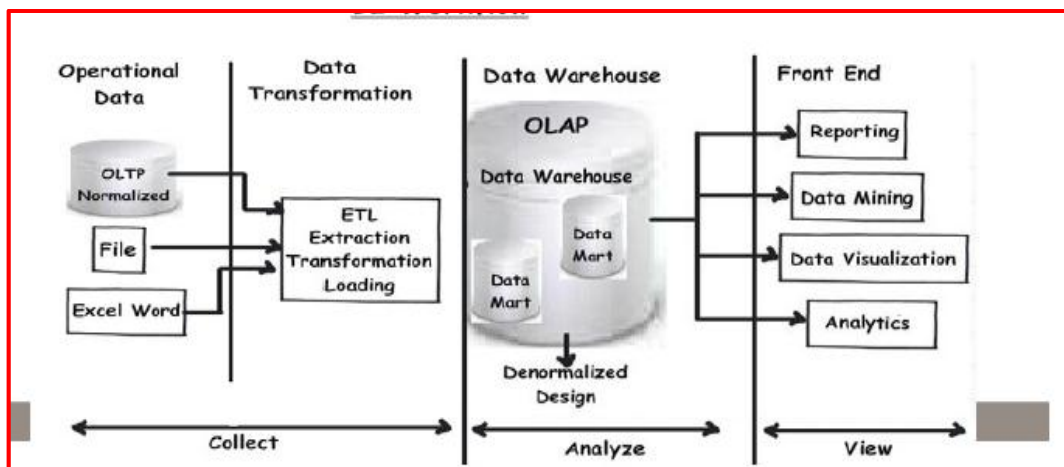 Operational
Data
Data
Transformation
Data Warehouse
Front End
OLTP
Normalized
File
Excel Word
ETL
Extraction
Transformation
Loading
OLAP
Data Warehouse
Data
Mart
Data
Mart
Denormalized
Design
Reporting
Data Mining
Data Visualization
Analytics
Collect
Analyze
View